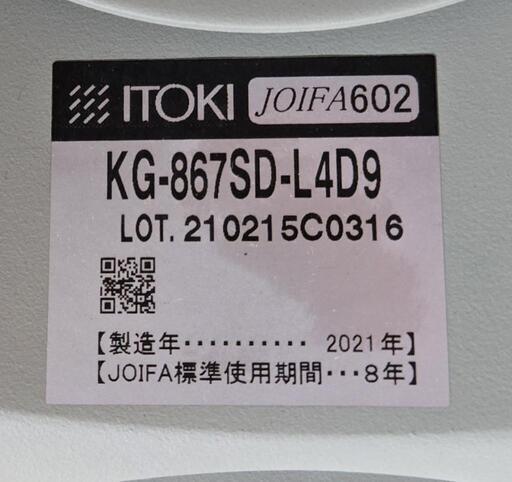 ITOKI JOIFA602
KG-867SD-L4D9
LOT. 210215C0316
【製造年･･････････ 2021年】
【JOIFA標準使用期間･･･8年】